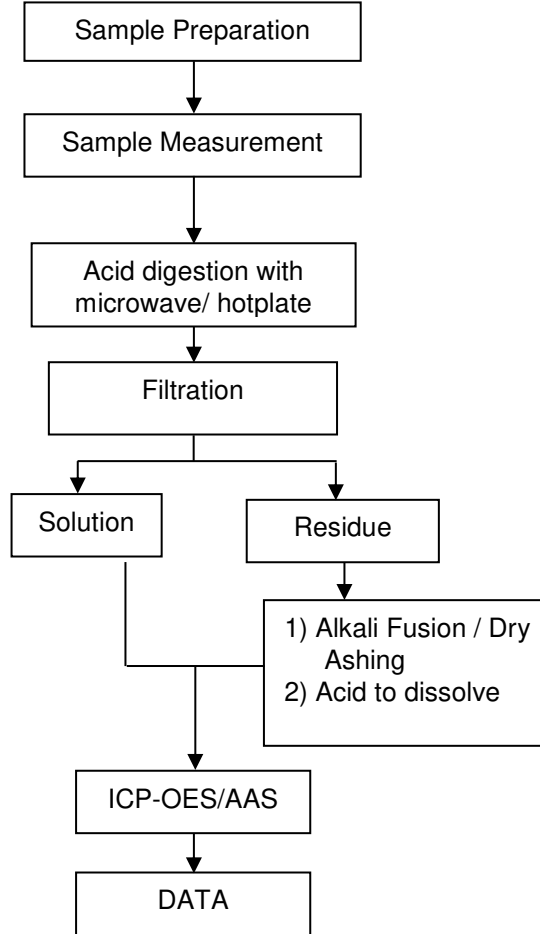 Sample Preparation
Sample Measurement
Acid digestion with
microwave/ hotplate
Filtration
Solution
Residue
1) Alkali Fusion / Dry
Ashing
2) Acid to dissolve
ICP-OES/AAS
DATA